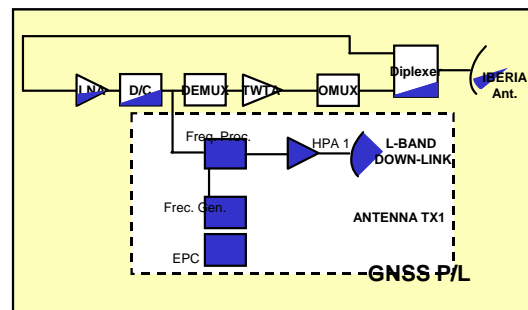 Diplexer
IBERIA
Ant.
LNA
D/C
DEMUX
TWTA
OMUX
Freq. Proc.
HPA 1
L-BAND
DOWN-LINK
Frec. Gen.
ANTENNA TX1
EPC
GNSS P/L